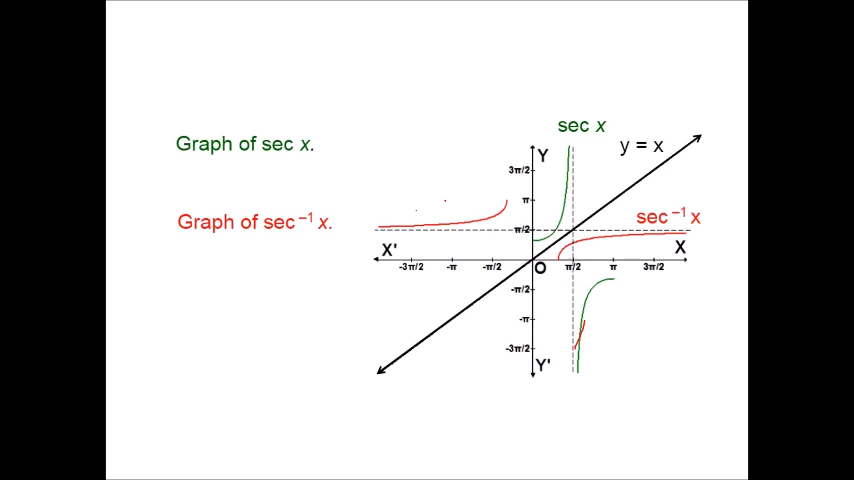 sec x
Graph of sec x.
y = x
Y
3π/2
π
Graph of sec⁻¹ x.
sec⁻¹ x
π/2
X'
X
-3π/2
-π
-π/2
O
π/2
π
3π/2
-π/2
-π
-3π/2
Y'